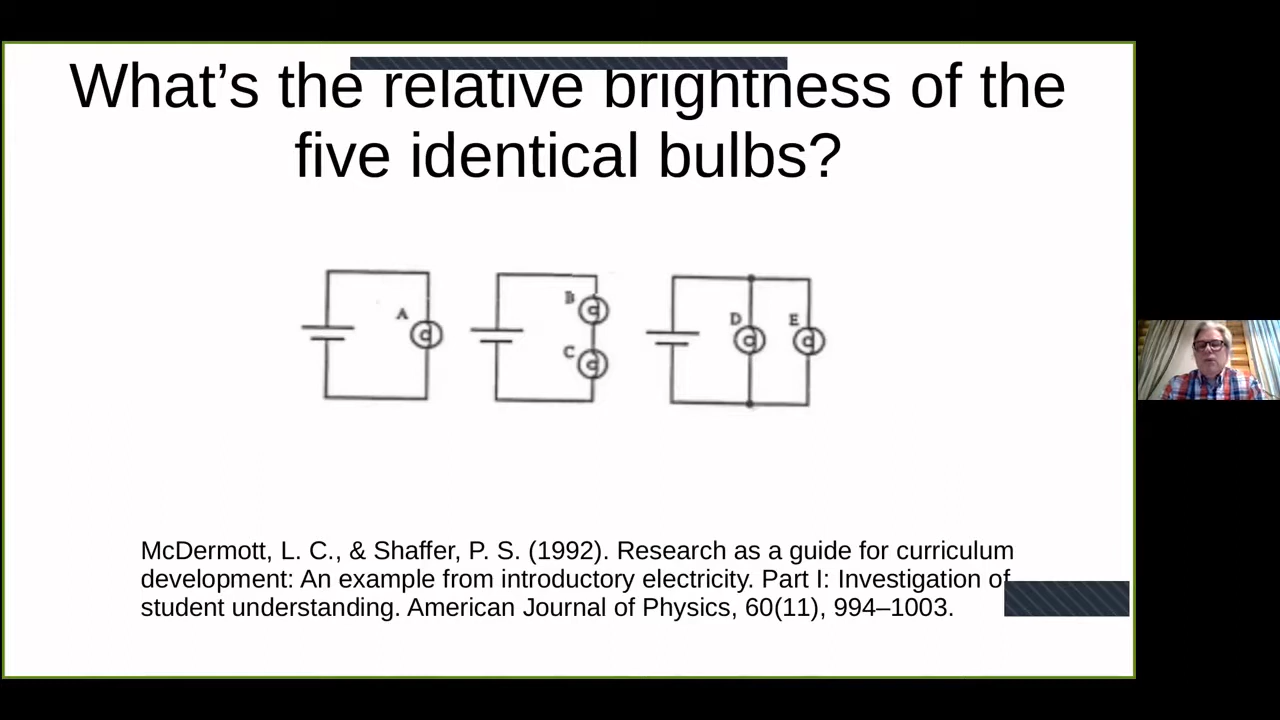 What's the relative brightness of the
five identical bulbs?
A
B
C
D
E
McDermott, L. C., & Shaffer, P. S. (1992). Research as a guide for curriculum
development: An example from introductory electricity. Part I: Investigation of
student understanding. American Journal of Physics, 60(11), 994–1003.